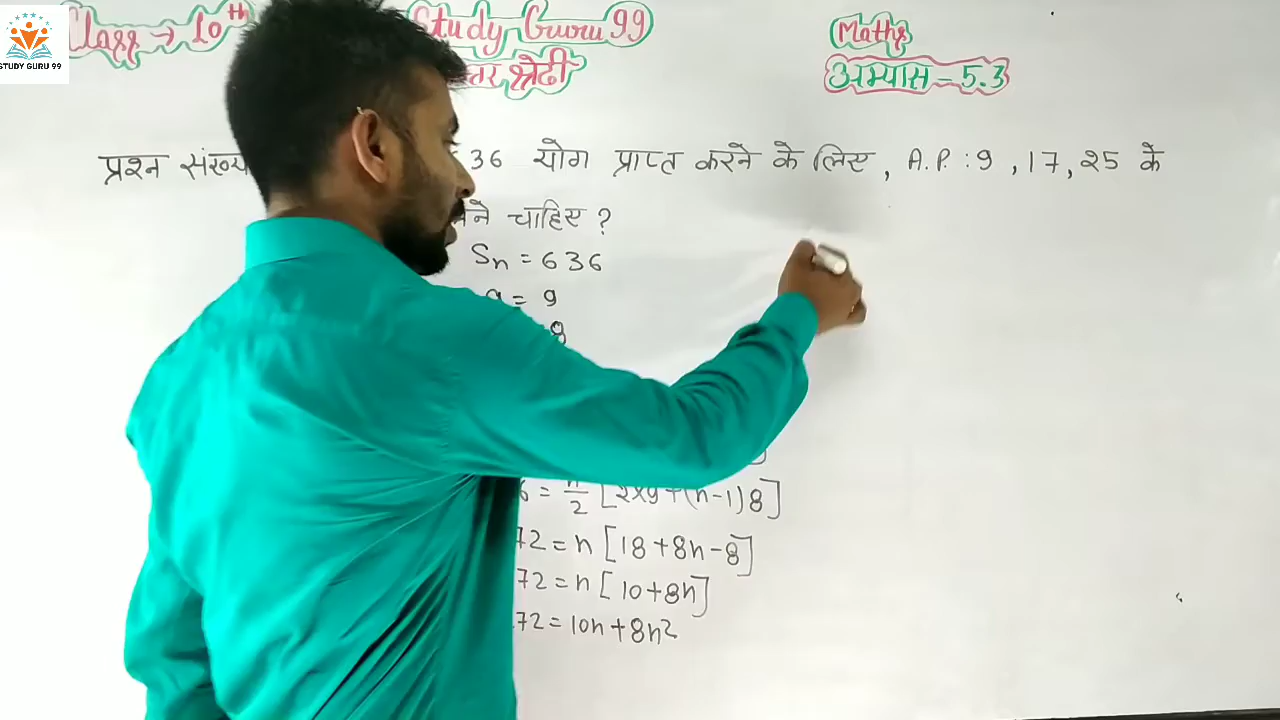 STUDY GURU 99
Class → 10th Study Guru 99 Maths
श्रेढी अभ्यास - 5.3
प्रश्न 36 योग प्राप्त करने के लिए, A.P. : 9, 17, 25 के
चाहिए ?
Sn = 636
a = 9
8
= n/2 [2×9+(n-1)8]
72 = n [18+8n-8]
72 = n [10+8n]
72 = 10n+8n²